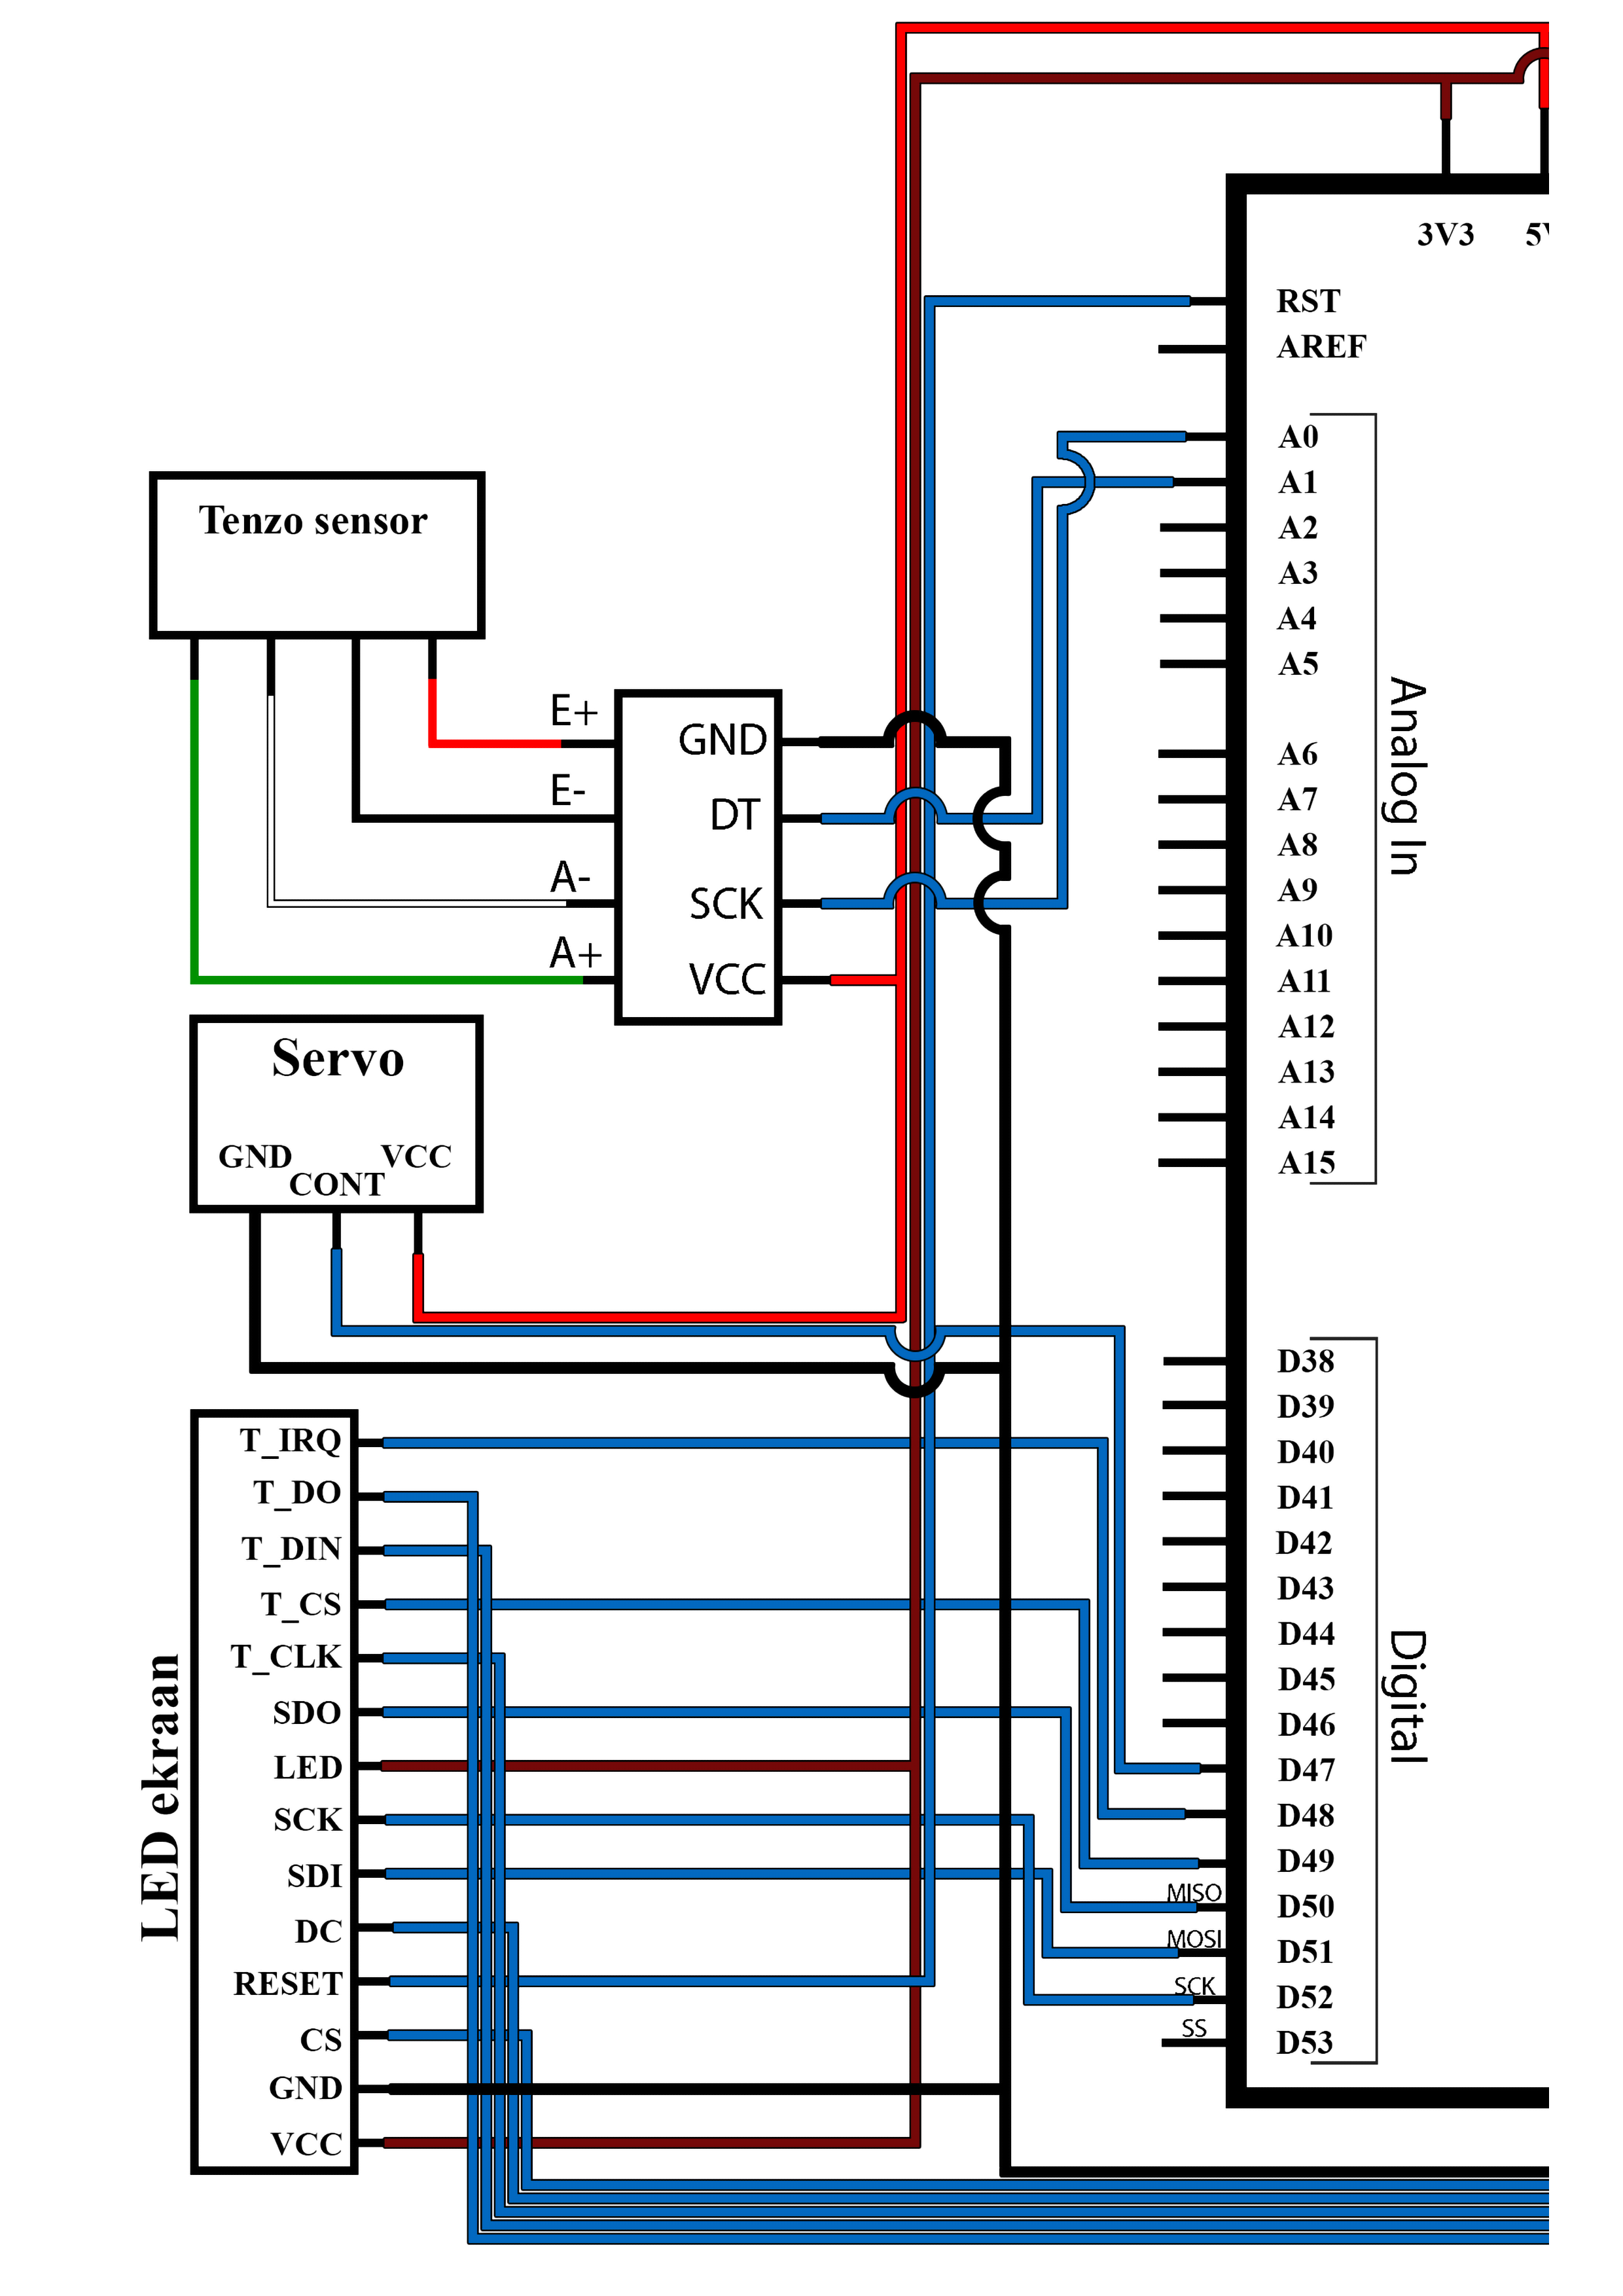 3V3
5V
RST
AREF
A0
A1
A2
A3
A4
A5
A6
A7
A8
A9
A10
A11
A12
A13
A14
A15
Analog In
Tenzo sensor
E+
E-
A-
A+
GND
DT
SCK
VCC
Servo
GND
CONT
VCC
LED ekraan
T_IRQ
T_DO
T_DIN
T_CS
T_CLK
SDO
LED
SCK
SDI
DC
RESET
CS
GND
VCC
D38
D39
D40
D41
D42
D43
D44
D45
D46
D47
D48
D49
MISO
D50
MOSI
D51
SCK
D52
SS
D53
Digital